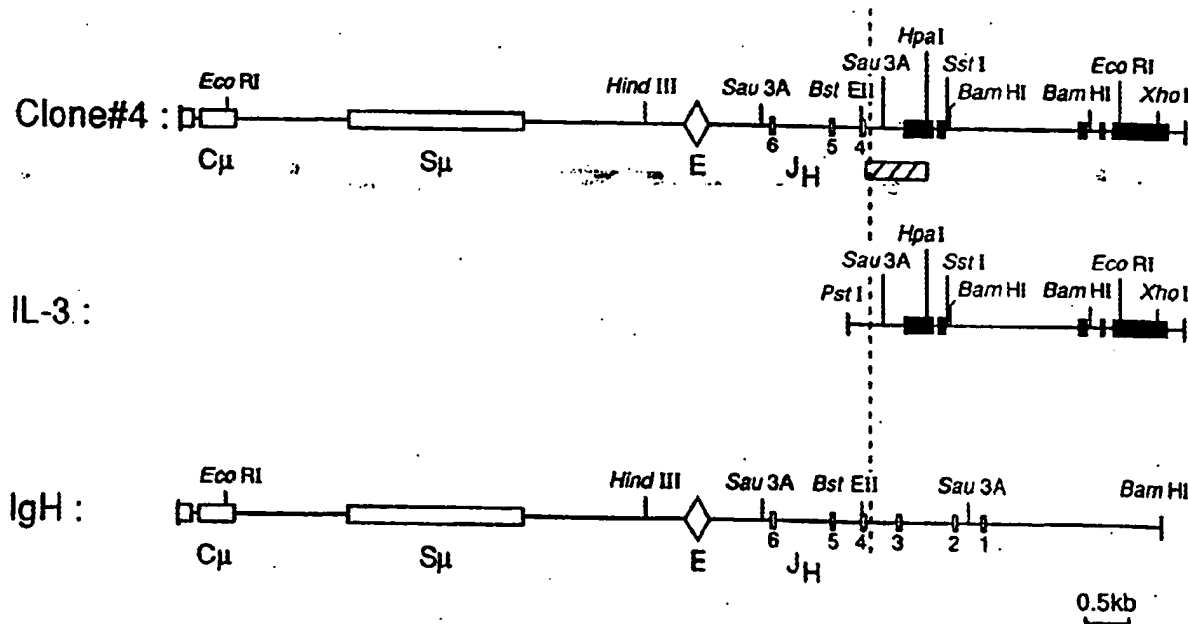 Hpa I
Eco RI Hind III Sau 3A Bst EII Sau 3A Sst I Eco RI
Bam HI Bam HI Xho I
Clone#4 :
6 5 4
Cμ Sμ E JH
Hpa I
Sau 3A Sst I Eco RI
Pst I Bam HI Bam HI Xho I
IL-3 :
Eco RI Hind III Sau 3A Bst EII Sau 3A Bam HI
IgH :
6 5 4 3 2 1
Cμ Sμ E JH
0.5kb